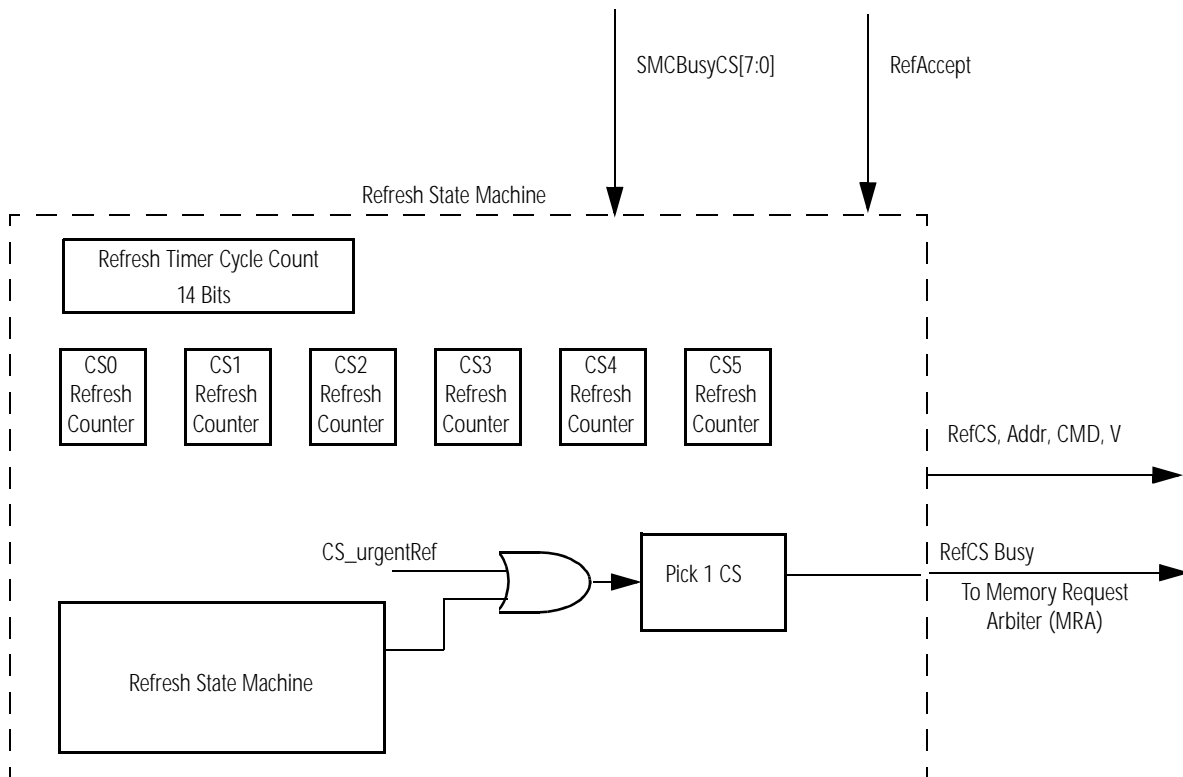 SMCBusyCS[7:0]
RefAccept
Refresh State Machine
Refresh Timer Cycle Count
14 Bits
CS0
Refresh
Counter
CS1
Refresh
Counter
CS2
Refresh
Counter
CS3
Refresh
Counter
CS4
Refresh
Counter
CS5
Refresh
Counter
RefCS, Addr, CMD, V
CS_urgentRef
Pick 1 CS
RefCS Busy
To Memory Request
Arbiter (MRA)
Refresh State Machine